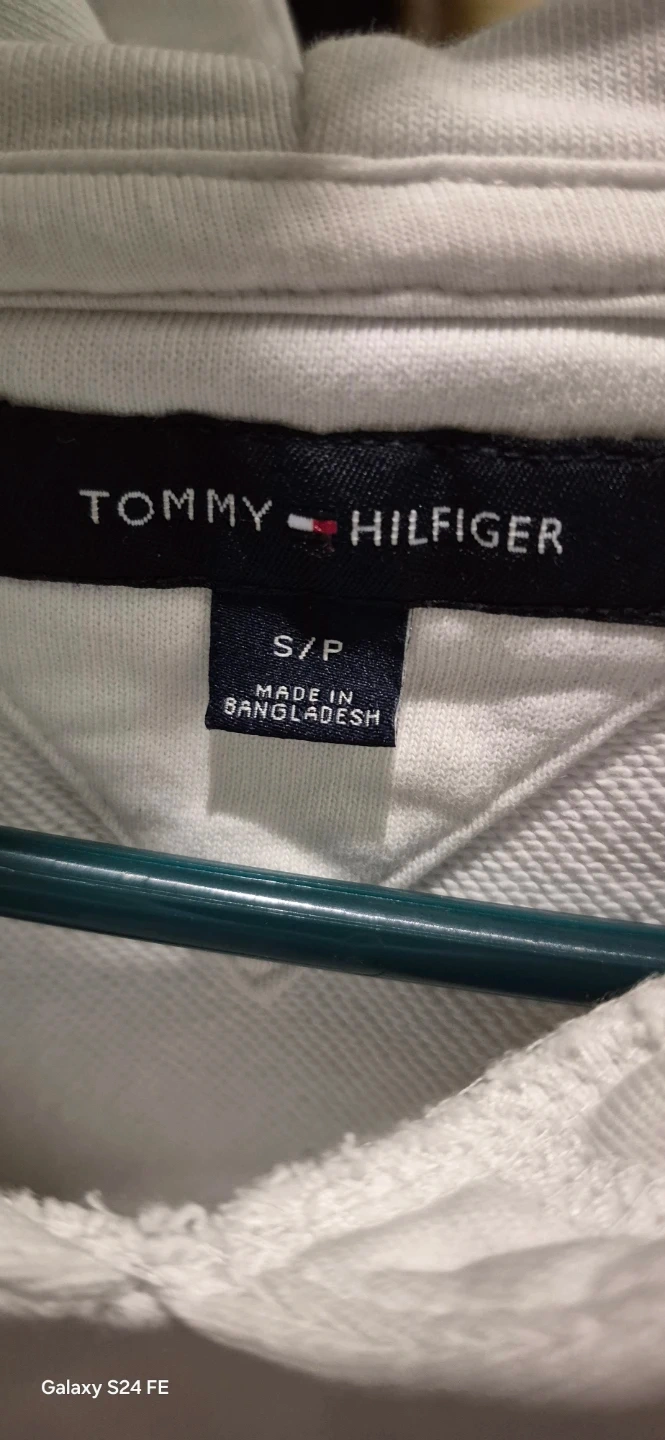 TOMMY HILFIGER
S/P
MADE IN
BANGLADESH
Galaxy S24 FE